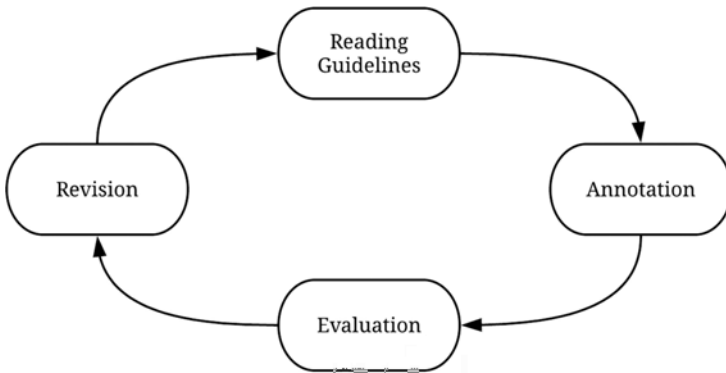 Reading
Guidelines
Annotation
Evaluation
Revision